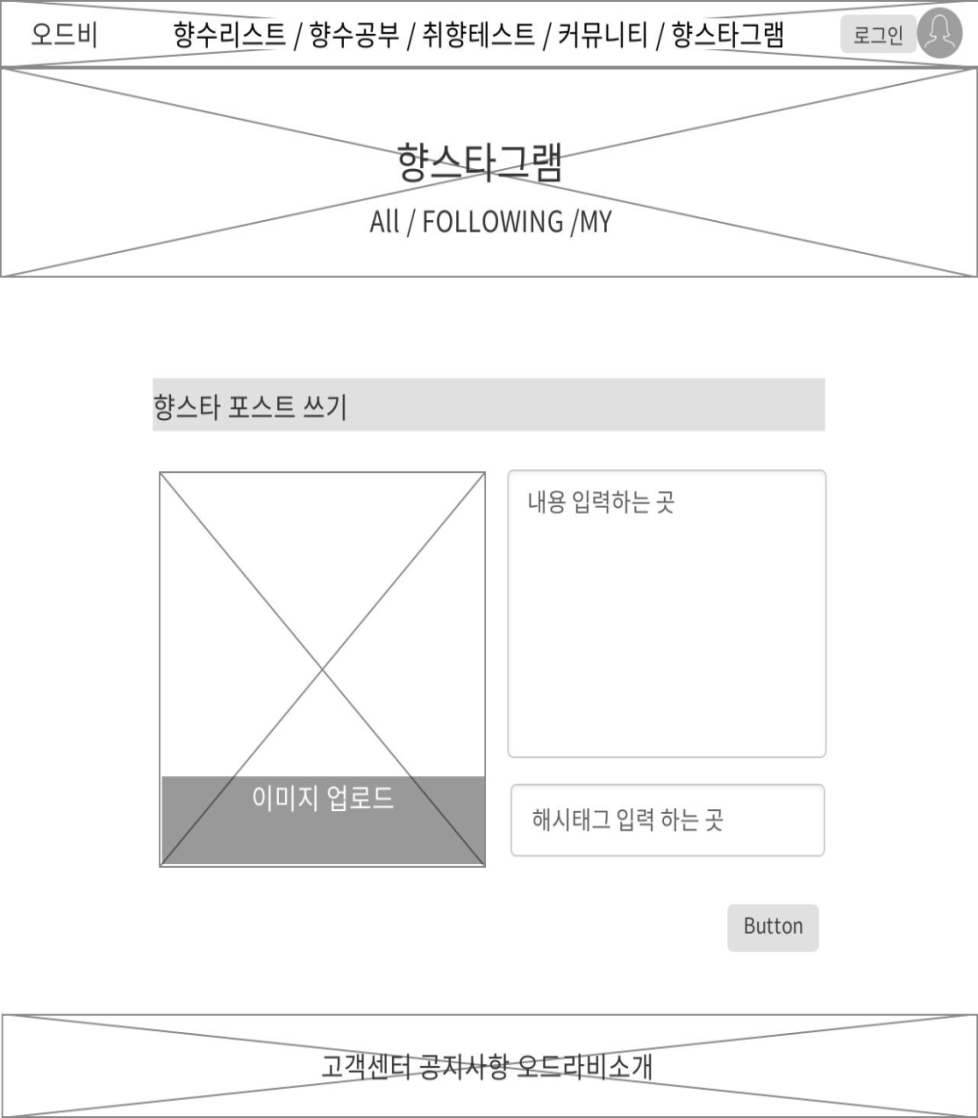 오드비 향수리스트 / 향수공부 / 취향테스트 / 커뮤니티 / 향스타그램 로그인
향스타그램
All / FOLLOWING /MY
향스타 포스트 쓰기
내용 입력하는 곳
이미지 업로드
해시태그 입력 하는 곳
Button
고객센터 공지사항 오드라비소개